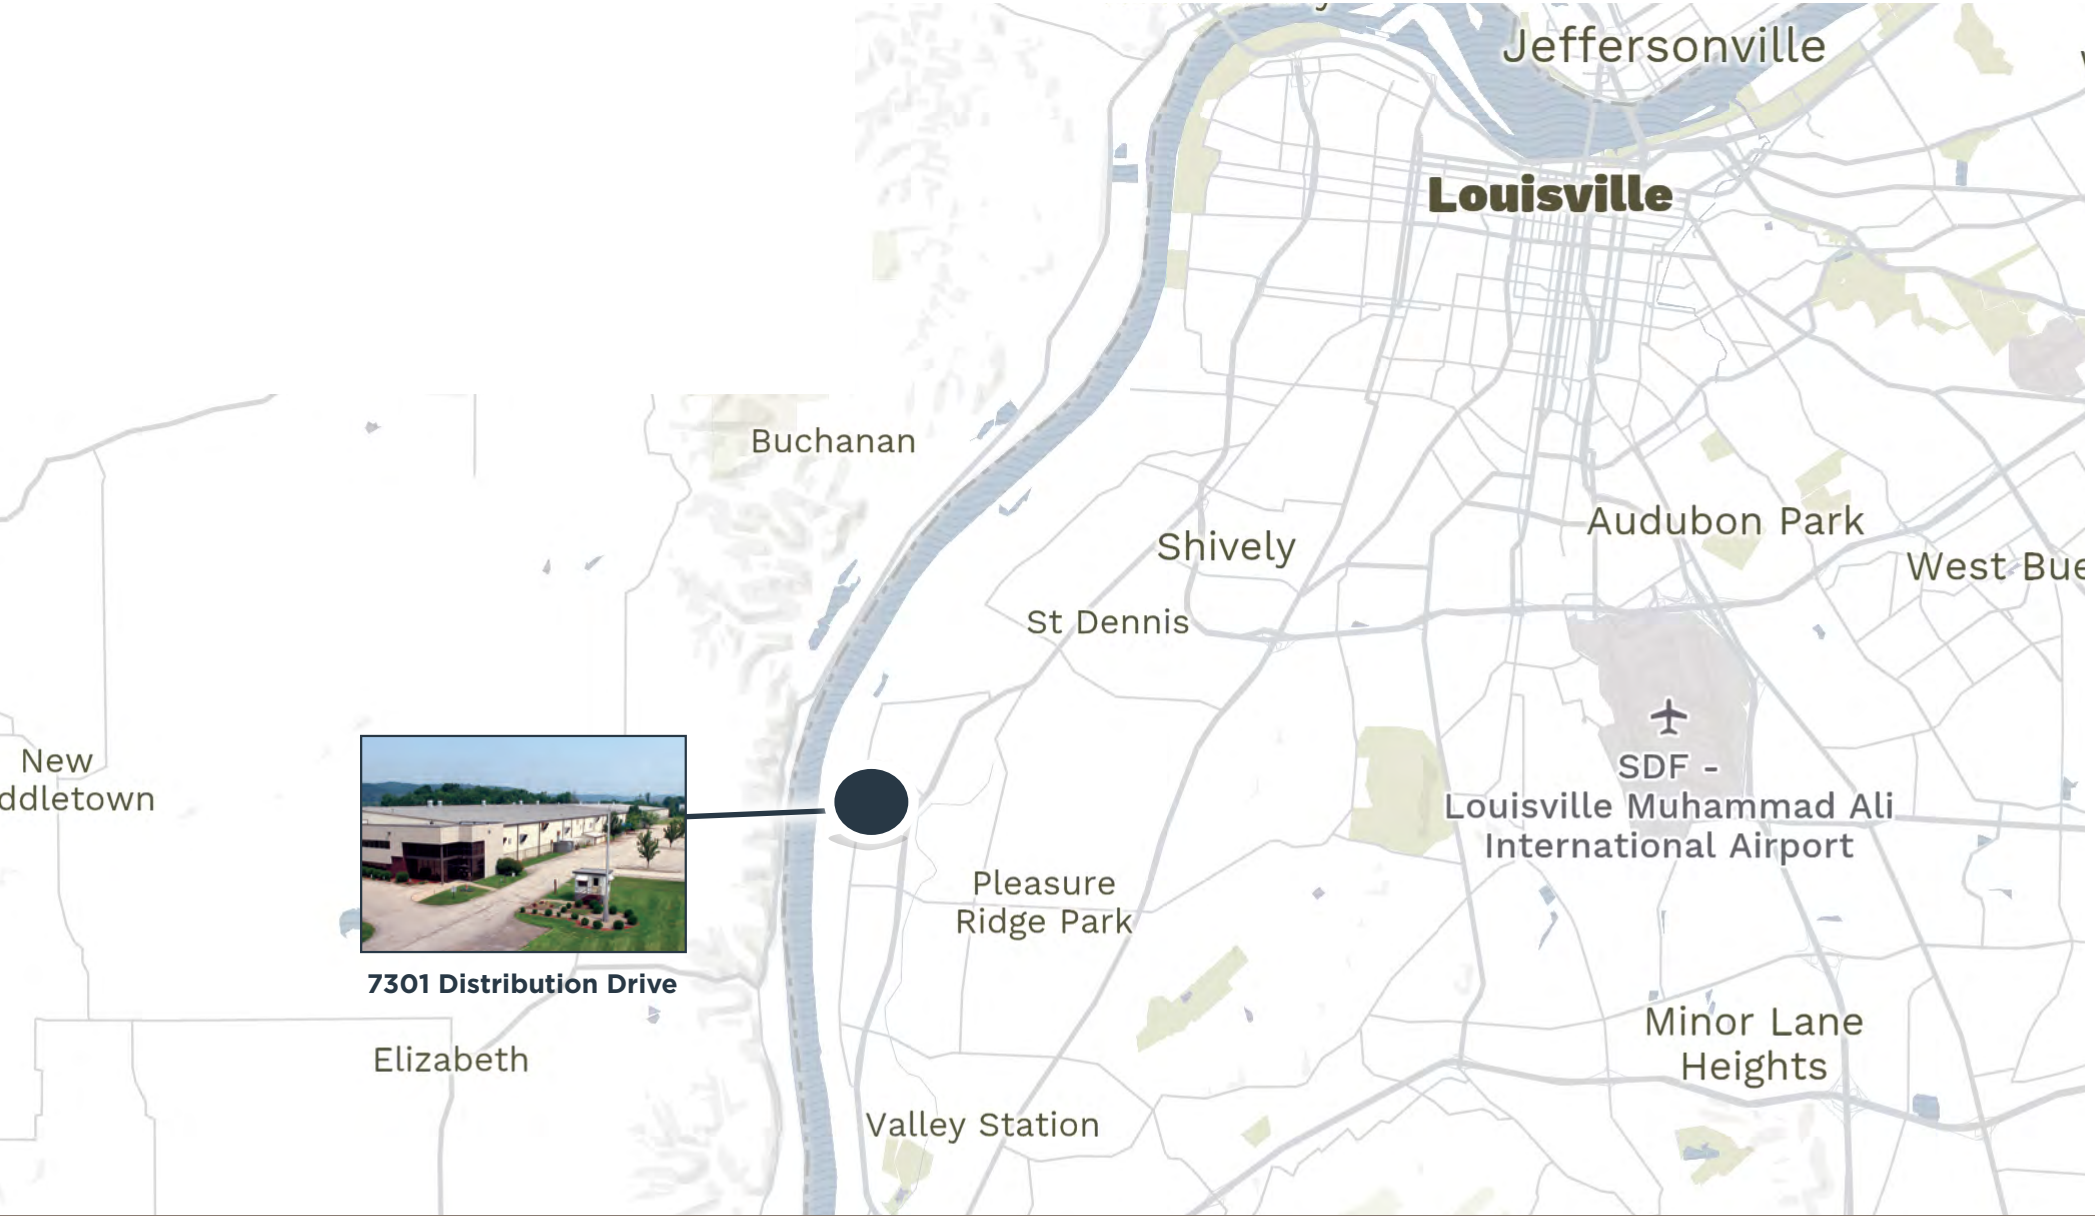 Jeffersonville
Louisville
Buchanan
Audubon Park
Shively
West Bue
St Dennis
New
ddletown
SDF -
Louisville Muhammad Ali
International Airport
Pleasure
Ridge Park
7301 Distribution Drive
Minor Lane
Heights
Elizabeth
Valley Station